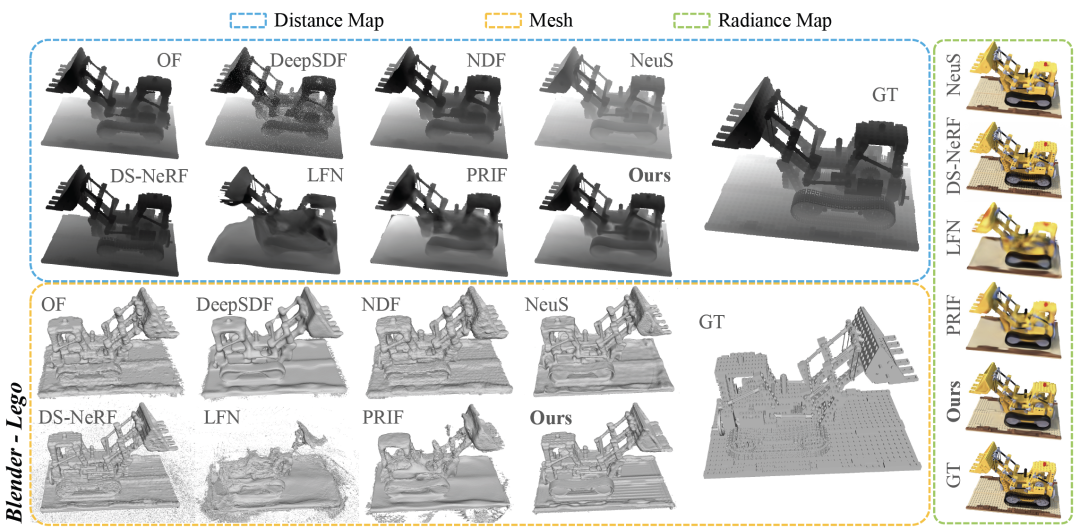 Distance Map Mesh Radiance Map
OF DeepSDF NDF NeuS GT
DS-NeRF LFN PRIF Ours
OF DeepSDF NDF NeuS GT
DS-NeRF LFN PRIF Ours
Blender - Lego
NeuS
DS-NeRF
LFN
PRIF
Ours
GT